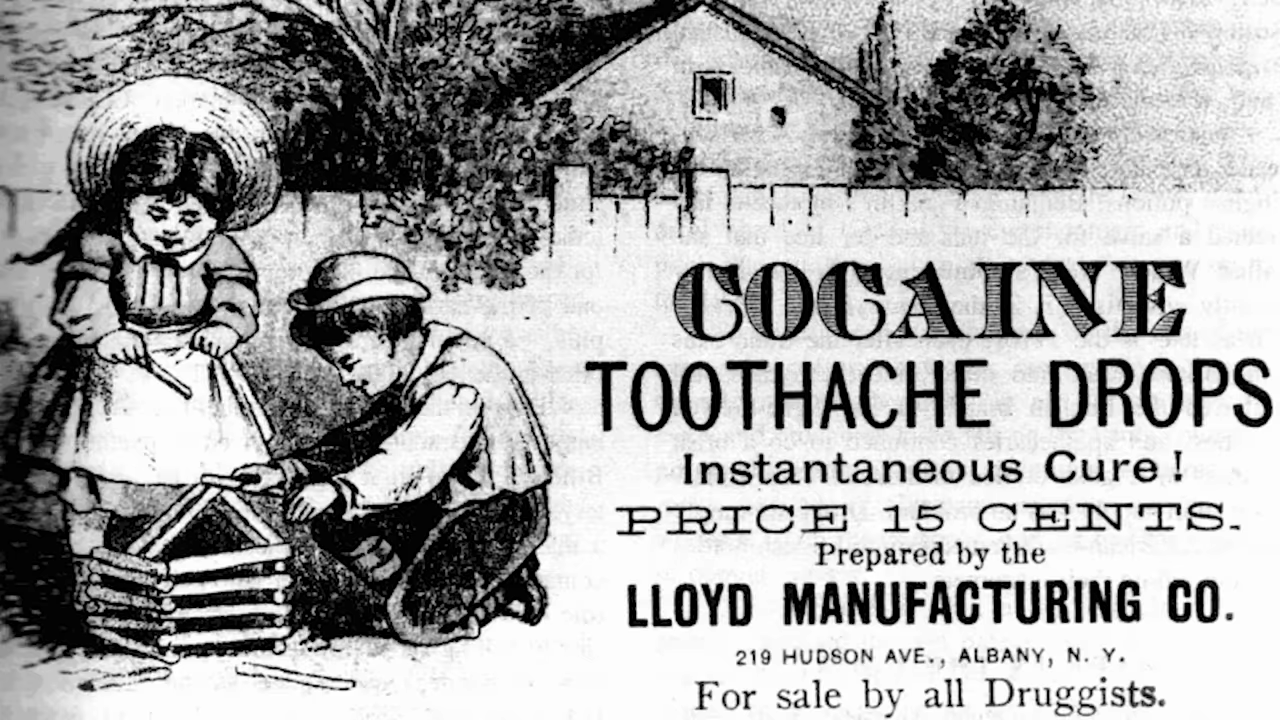 COCAINE
TOOTHACHE DROPS
Instantaneous Cure!
PRICE 15 CENTS.
Prepared by the
LLOYD MANUFACTURING CO.
219 HUDSON AVE., ALBANY, N. Y.
For sale by all Druggists.